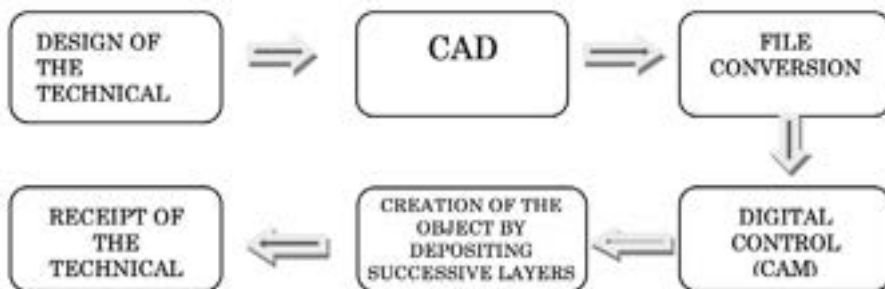 DESIGN OF
THE
TECHNICAL
CAD
FILE
CONVERSION
DIGITAL
CONTROL
(CAM)
CREATION OF THE
OBJECT BY
DEPOSITING
SUCCESSIVE LAYERS
RECEIPT OF
THE
TECHNICAL